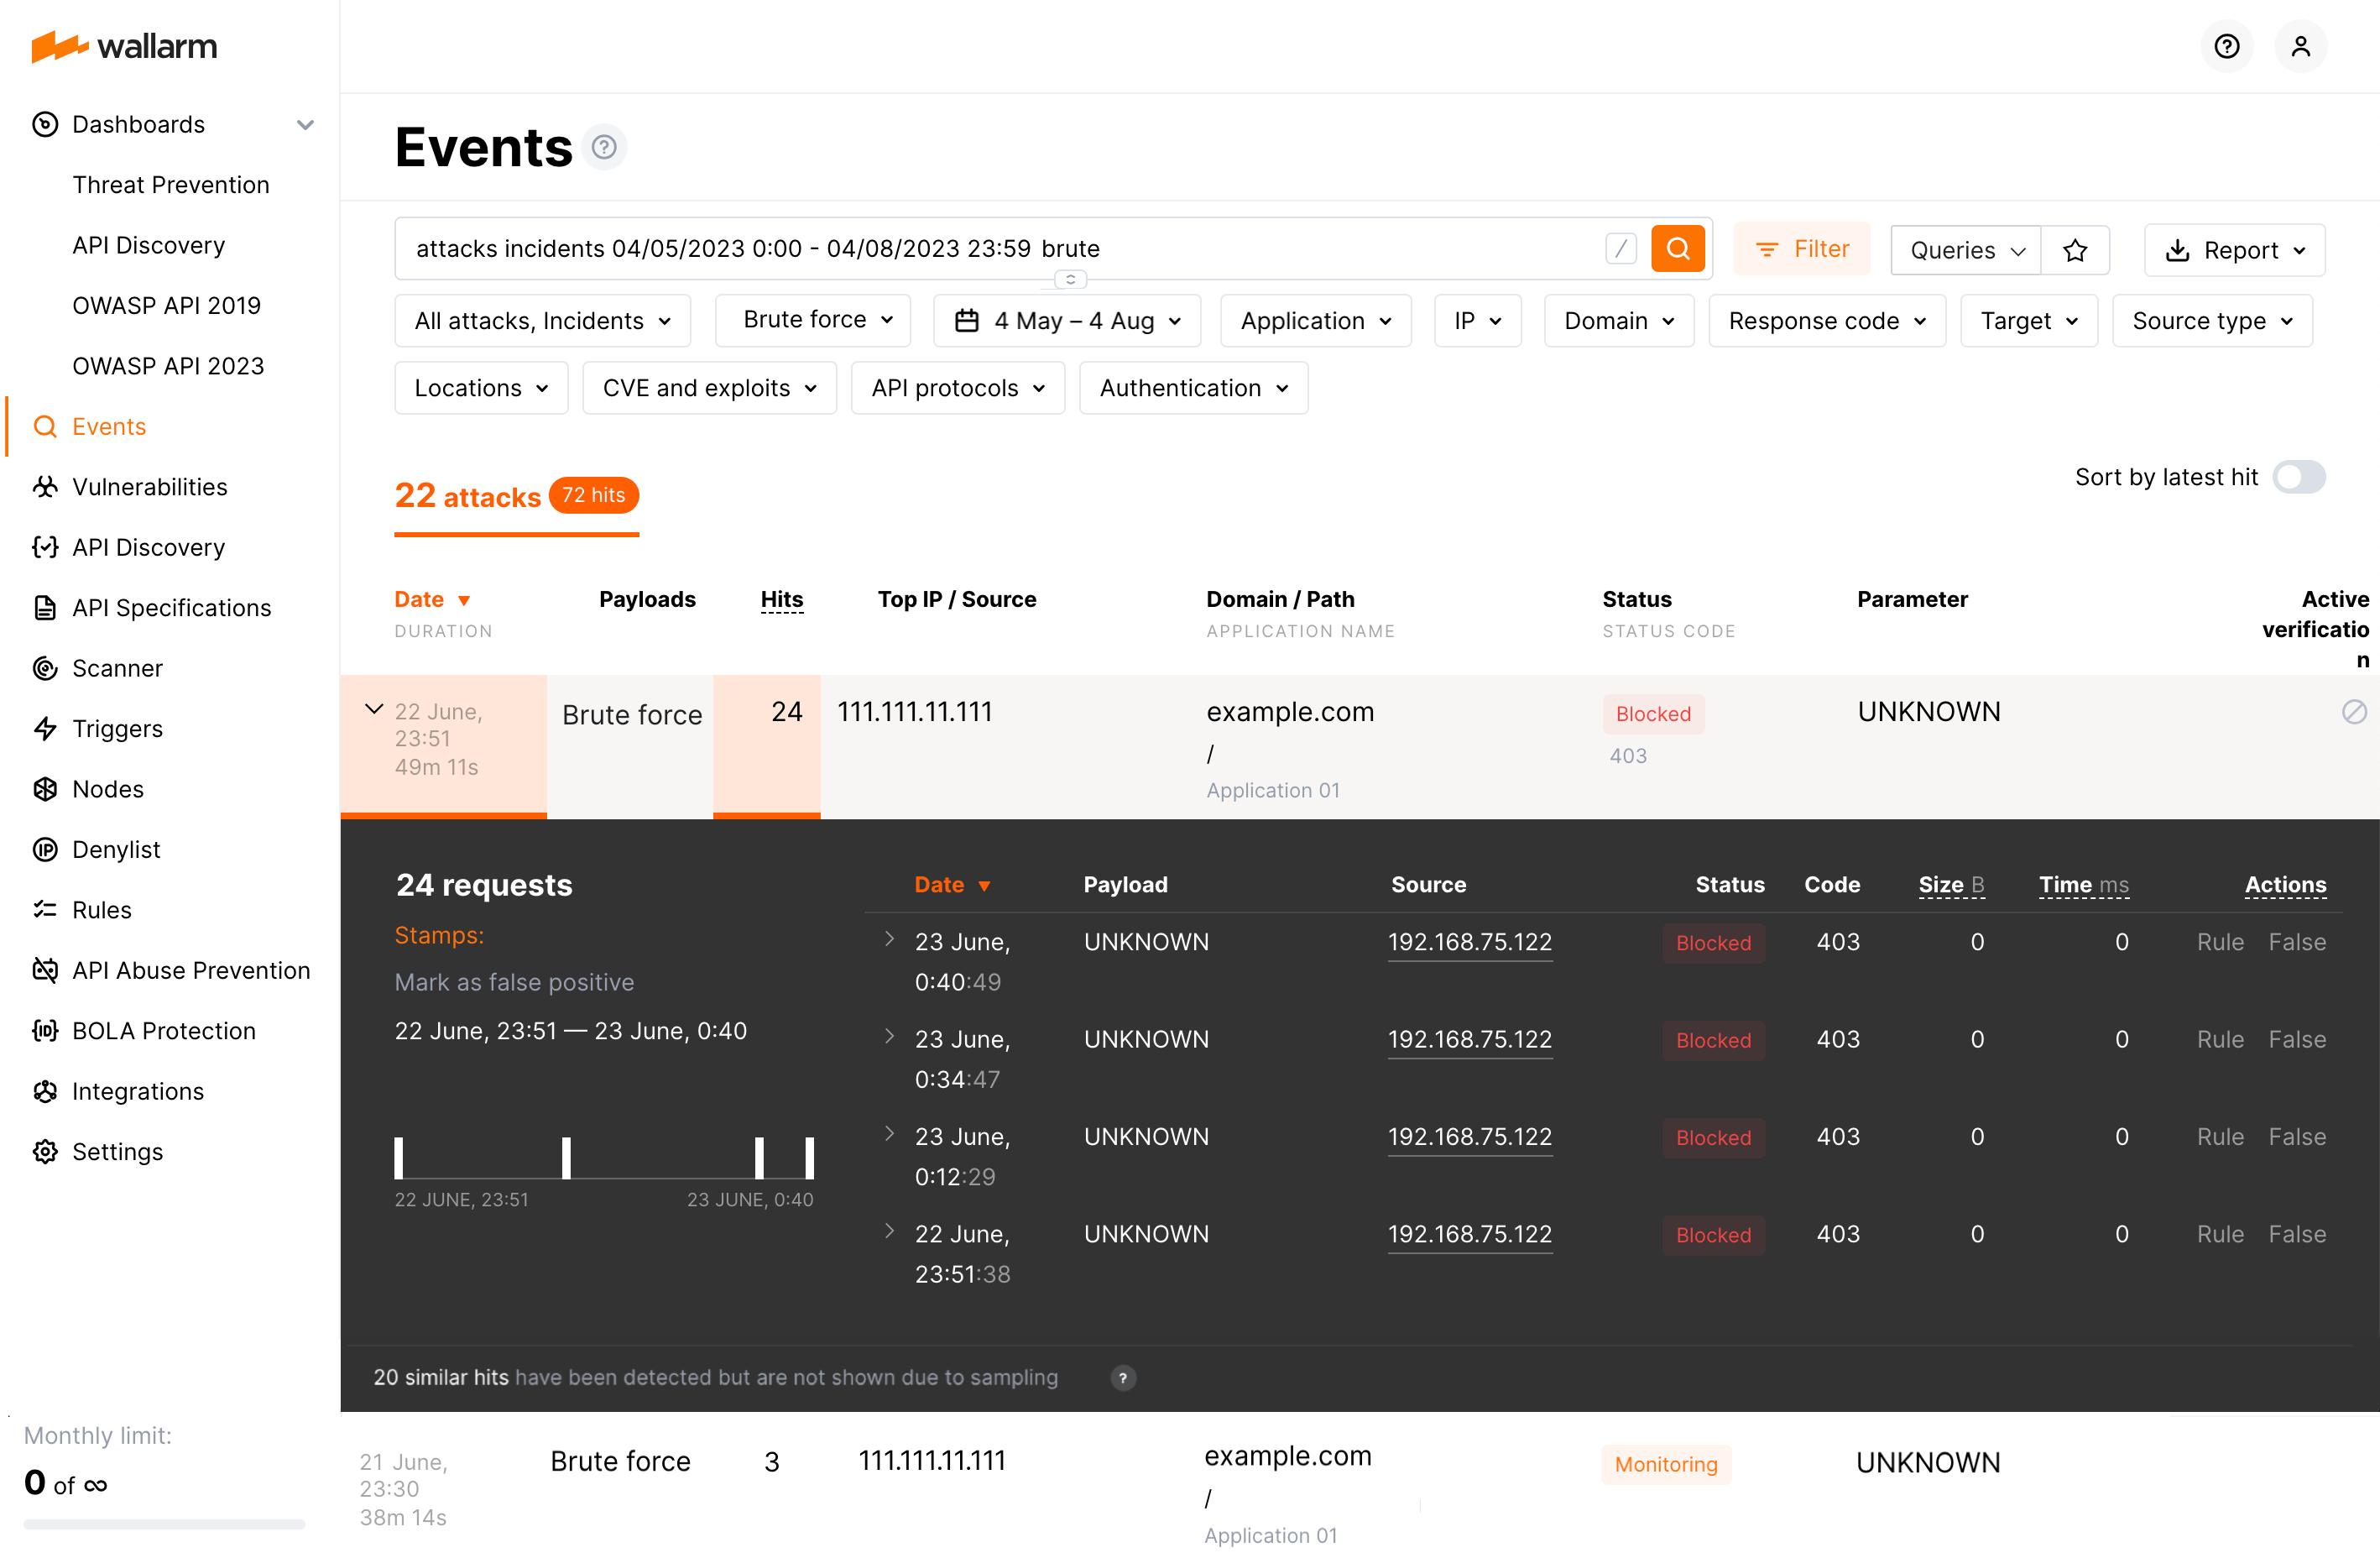 wallarm
Dashboards
Threat Prevention
API Discovery
OWASP API 2019
OWASP API 2023
Events
Vulnerabilities
API Discovery
API Specifications
Scanner
Triggers
Nodes
Denylist
Rules
API Abuse Prevention
BOLA Protection
Integrations
Settings
Monthly limit:
0 of ∞
Events ?
attacks incidents 04/05/2023 0:00 - 04/08/2023 23:59 brute /
Filter Queries Report
All attacks, Incidents Brute force 4 May – 4 Aug Application IP Domain Response code Target Source type
Locations CVE and exploits API protocols Authentication
22 attacks 72 hits
Sort by latest hit
Date ▼ Payloads Hits Top IP / Source Domain / Path Status Parameter Active
DURATION APPLICATION NAME STATUS CODE verificatio
n
22 June, Brute force 24 111.111.11.111 example.com Blocked UNKNOWN
23:51 / 403
49m 11s Application 01
24 requests
Stamps:
Mark as false positive
22 June, 23:51 — 23 June, 0:40
22 JUNE, 23:51 23 JUNE, 0:40
Date ▼ Payload Source Status Code Size B Time ms Actions
23 June, UNKNOWN 192.168.75.122 Blocked 403 0 0 Rule False
0:40:49
23 June, UNKNOWN 192.168.75.122 Blocked 403 0 0 Rule False
0:34:47
23 June, UNKNOWN 192.168.75.122 Blocked 403 0 0 Rule False
0:12:29
22 June, UNKNOWN 192.168.75.122 Blocked 403 0 0 Rule False
23:51:38
20 similar hits have been detected but are not shown due to sampling ?
21 June, Brute force 3 111.111.11.111 example.com Monitoring UNKNOWN
23:30 /
38m 14s Application 01